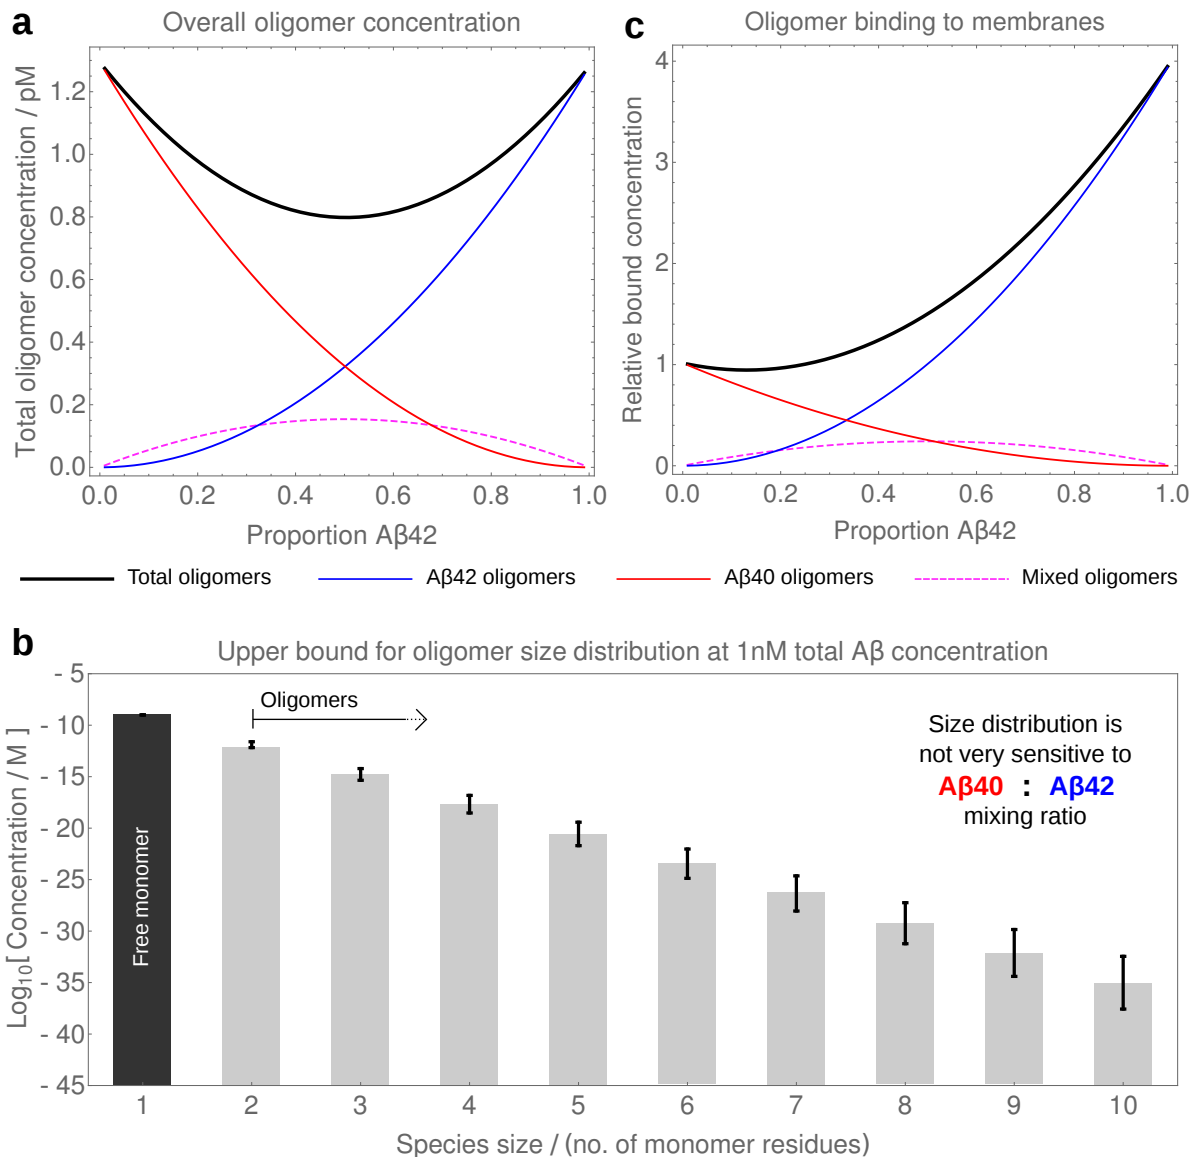 a
Overall oligomer concentration
Total oligomer concentration / pM
1.2
1.0
0.8
0.6
0.4
0.2
0.0
0.0 0.2 0.4 0.6 0.8 1.0
Proportion Aβ42
c
Oligomer binding to membranes
Relative bound concentration
4
3
2
1
0
0.0 0.2 0.4 0.6 0.8 1.0
Proportion Aβ42
Total oligomers
Aβ42 oligomers
Aβ40 oligomers
Mixed oligomers
b
Upper bound for oligomer size distribution at 1nM total Aβ concentration
Log₁₀[ Concentration / M ]
- 5
- 10
- 15
- 20
- 25
- 30
- 35
- 40
- 45
Free monomer
Oligomers
Size distribution is
not very sensitive to
Aβ40 : Aβ42
mixing ratio
1 2 3 4 5 6 7 8 9 10
Species size / (no. of monomer residues)